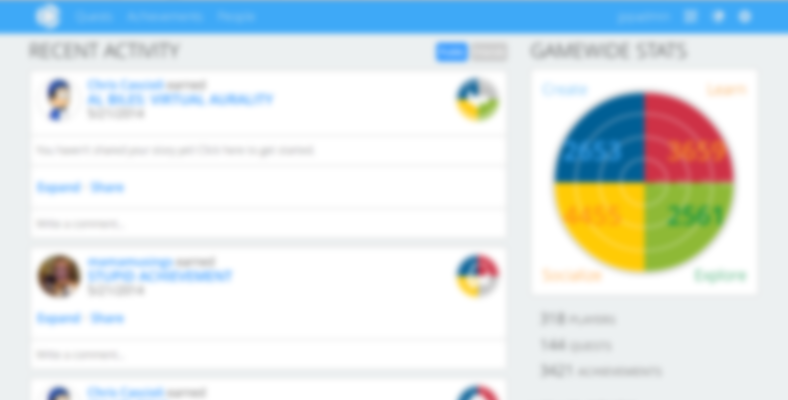 Quests Achievements People
RECENT ACTIVITY
GAMEWIDE STATS
Chris Cascioli earned
AL BILES: VIRTUAL AURALITY
5/21/2014
You haven't shared your story yet! Click here to get started.
Expand · Share
Write a comment...
earned
STUPID ACHIEVEMENT
5/21/2014
Expand · Share
Write a comment...
Chris Cascioli earned
Create
Learn
2653
3659
4455
2561
Socialize
Explore
318 PLAYERS
144 QUESTS
3421 ACHIEVEMENTS